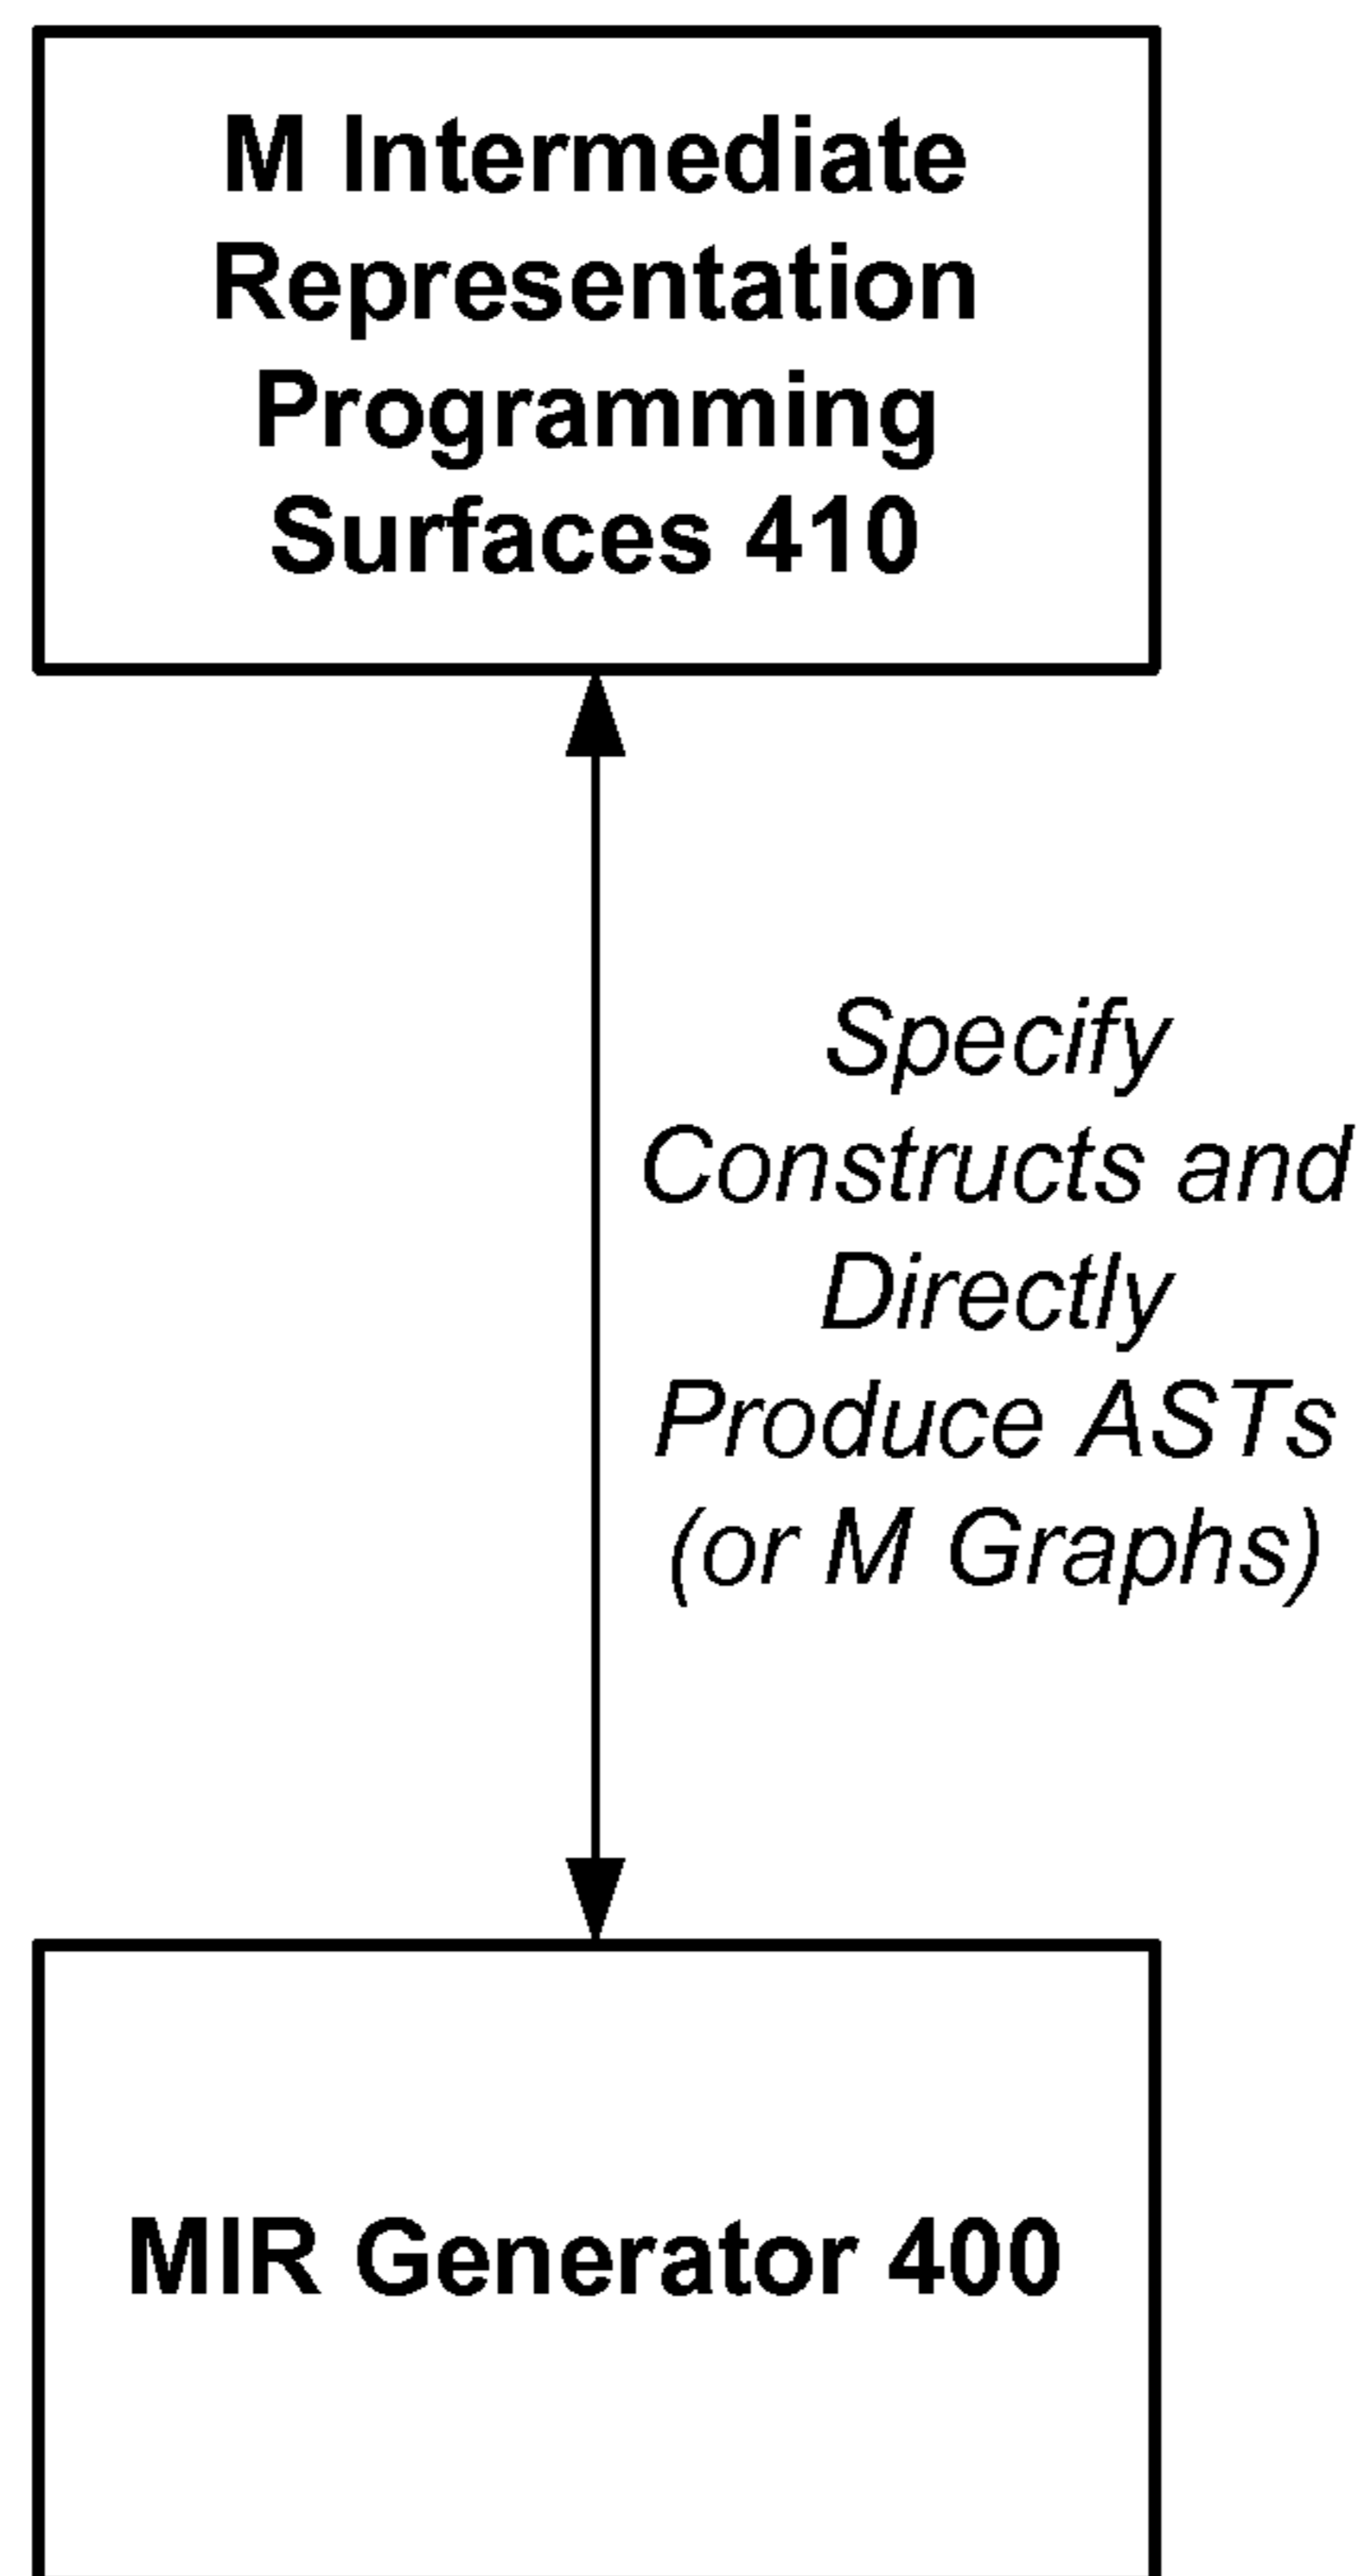 M Intermediate
Representation
Programming
Surfaces 410
Specify
Constructs and
Directly
Produce ASTs
(or M Graphs)
MIR Generator 400